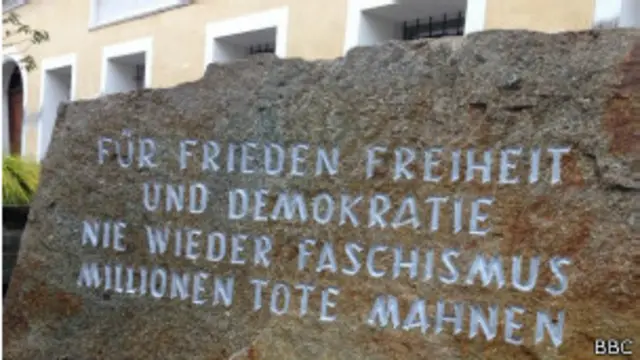 FÜR FRIEDEN FREIHEIT
UND DEMOKRATIE
NIE WIEDER FASCHISMUS
MILLIONEN TOTE MAHNEN
BBC